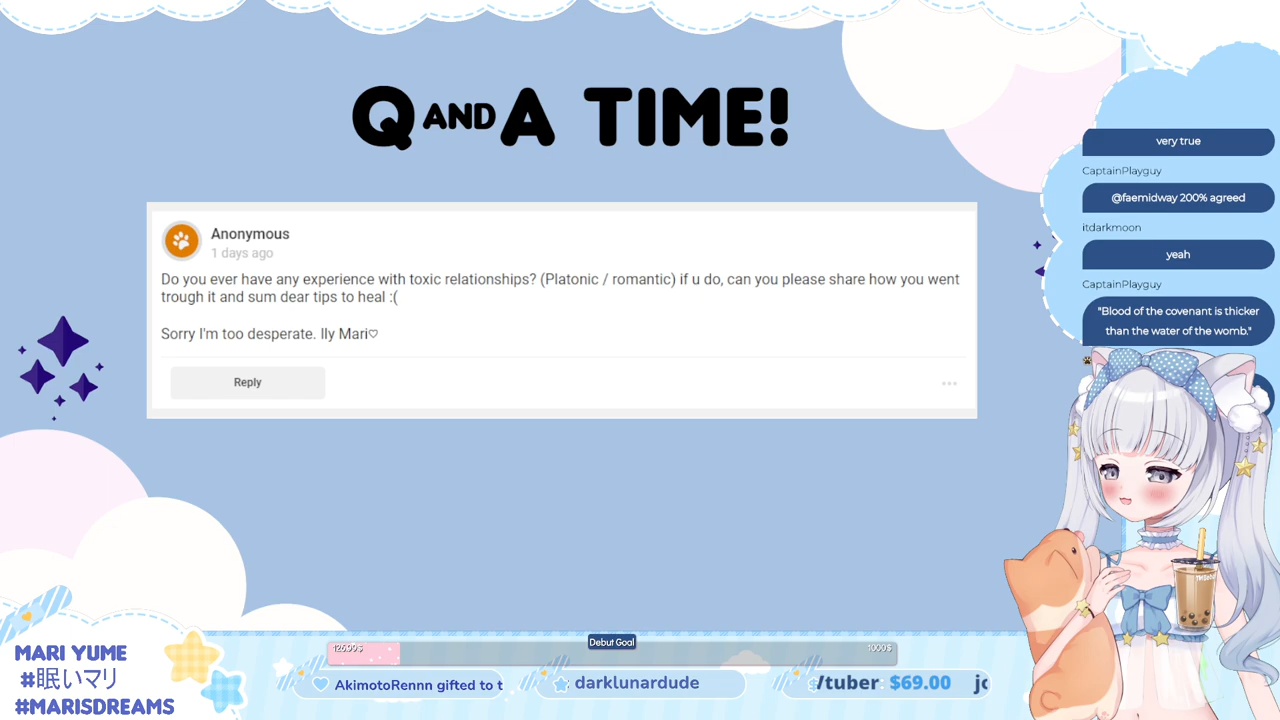 Q AND A TIME!
Anonymous
1 days ago
Do you ever have any experience with toxic relationships? (Platonic / romantic) if u do, can you please share how you went
trough it and sum dear tips to heal :(
Sorry I'm too desperate. Ily Mari♡
Reply
...
very true
CaptainPlayguy
@faemidway 200% agreed
itdarkmoon
yeah
CaptainPlayguy
"Blood of the covenant is thicker
than the water of the womb."
MARI YUME
#眠いマリ
#MARISDREAMS
Debut Goal
1000$
AkimotoRennn gifted to t
darklunardude
/tuber $69.00 jo